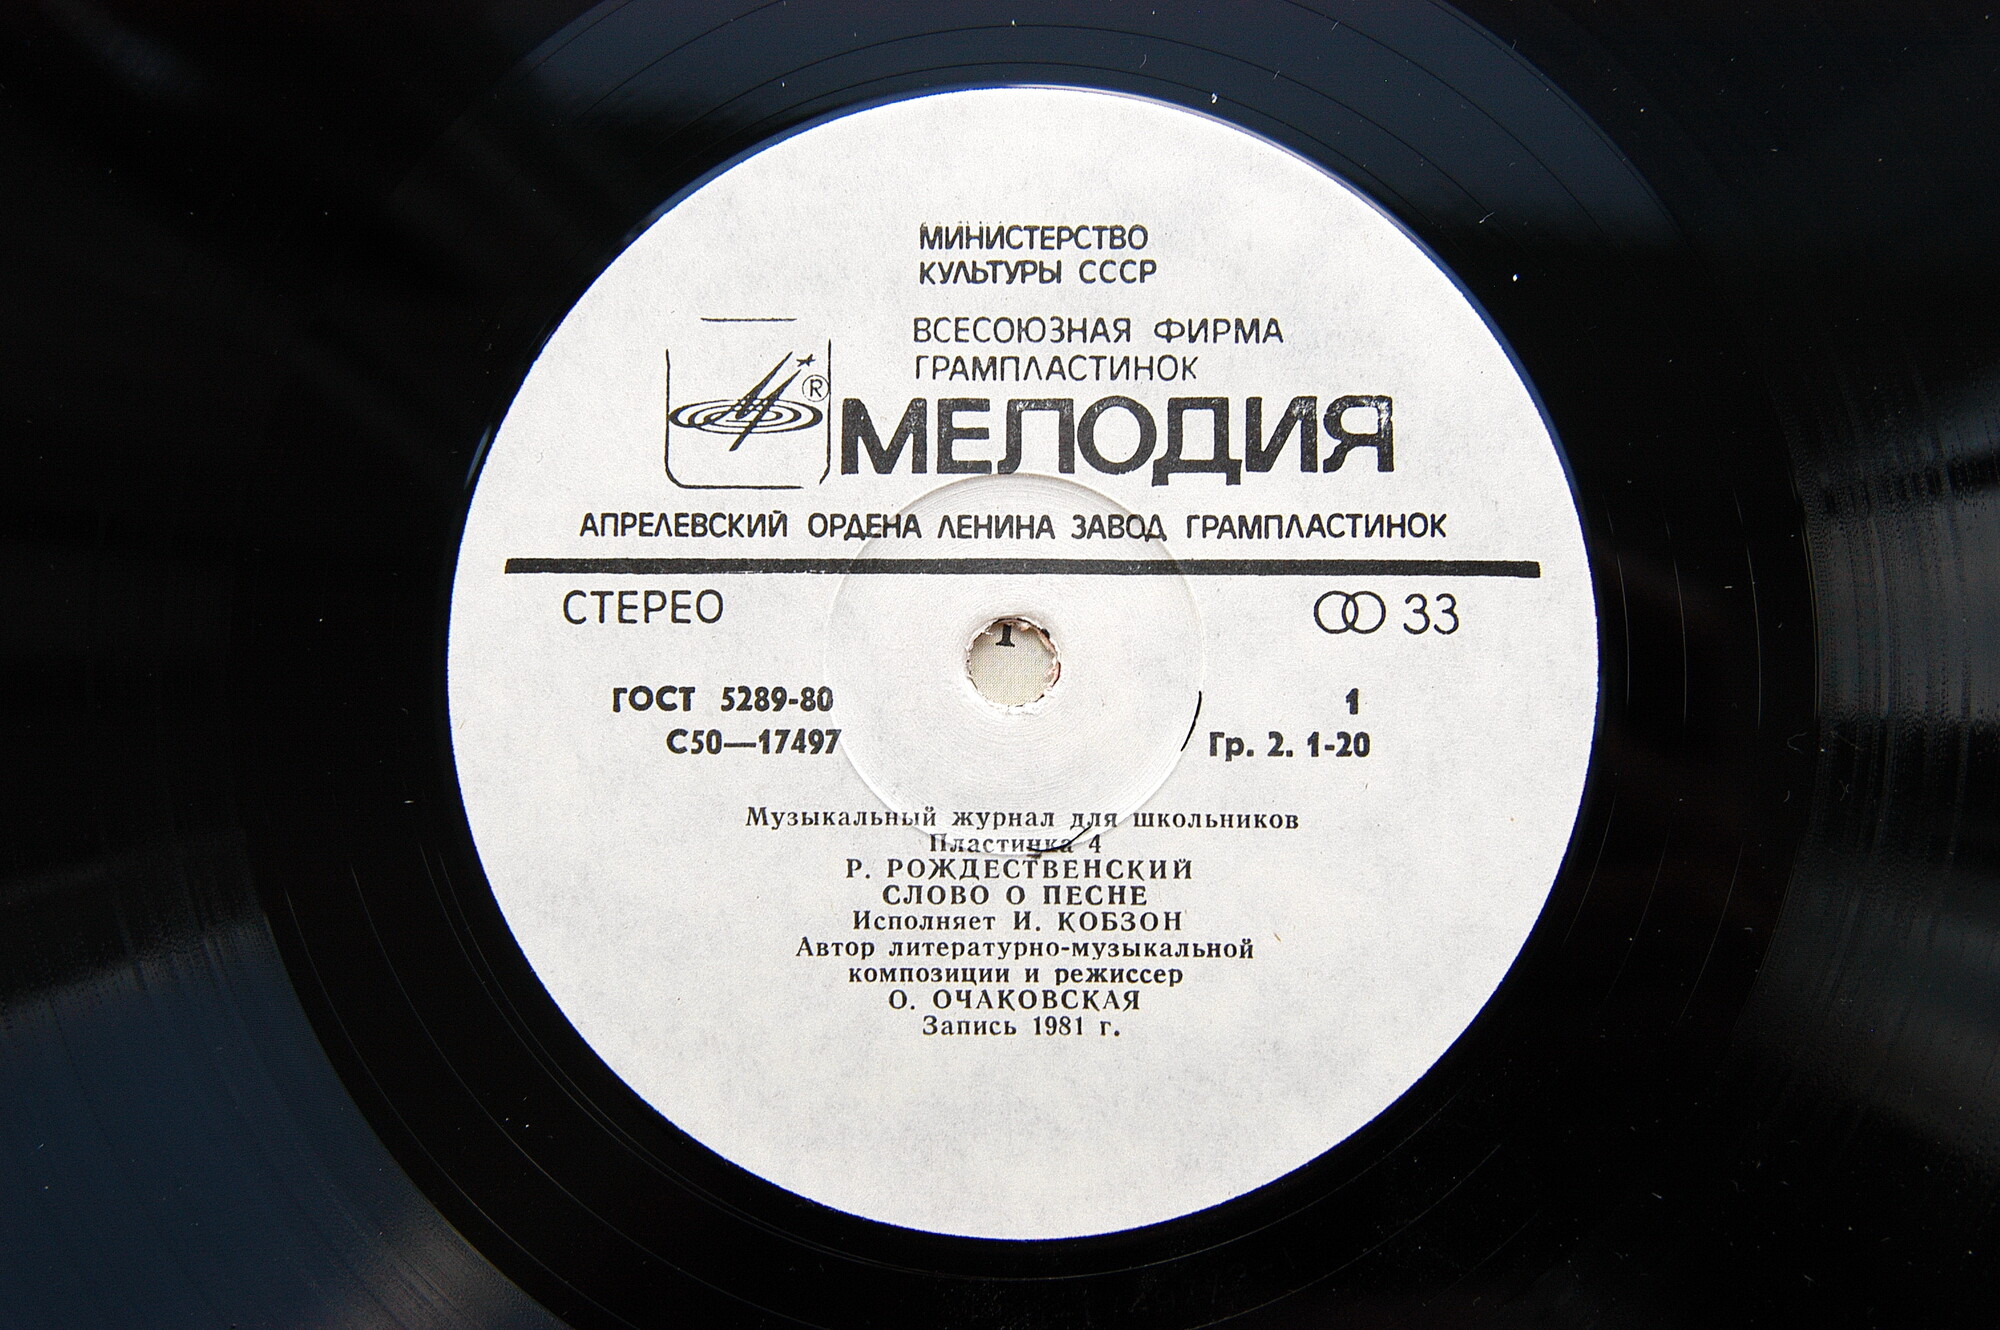 МИНИСТЕРСТВО
КУЛЬТУРЫ СССР
ВСЕСОЮЗНАЯ ФИРМА
ГРАМПЛАСТИНОК
®
МЕЛОДИЯ
АПРЕЛЕВСКИЙ ОРДЕНА ЛЕНИНА ЗАВОД ГРАМПЛАСТИНОК
СТЕРЕО 33
ГОСТ 5289-80 1
С50—17497 Гр. 2. 1-20
Музыкальный журнал для школьников
Пластинка 4
Р. РОЖДЕСТВЕНСКИЙ
СЛОВО О ПЕСНЕ
Исполняет И. КОБЗОН
Автор литературно-музыкальной
композиции и режиссер
О. ОЧАКОВСКАЯ
Запись 1981 г.